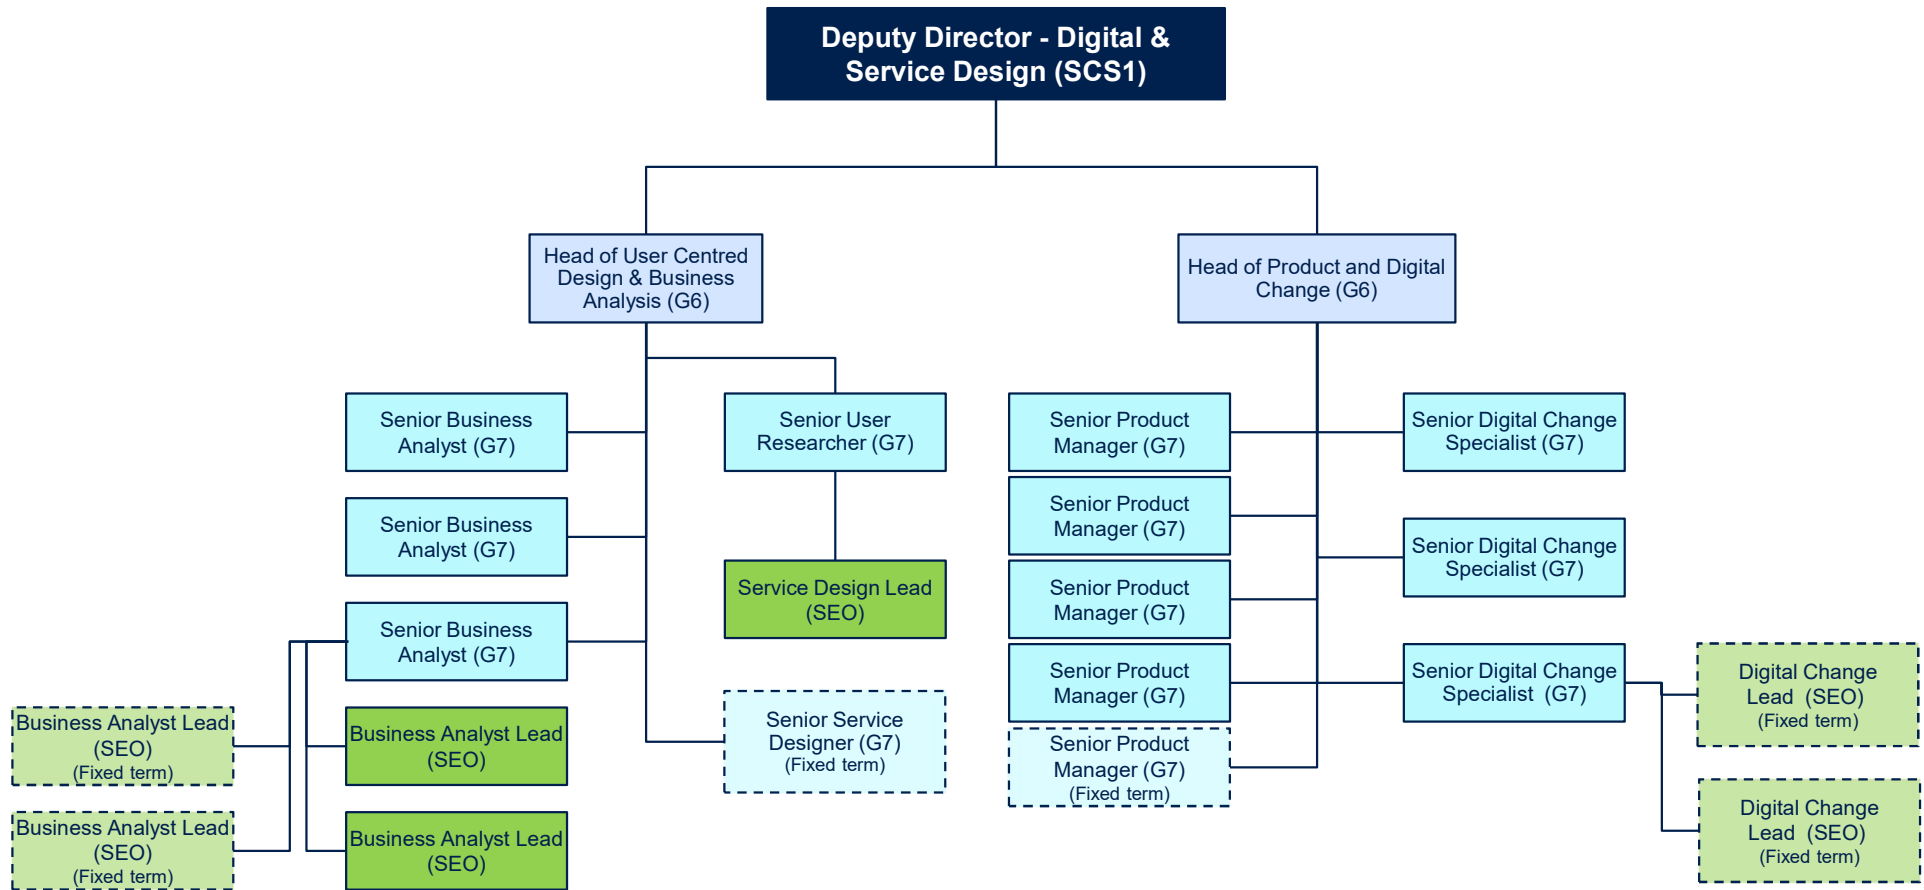 Deputy Director - Digital &
Service Design (SCS1)
Head of User Centred
Design & Business
Analysis (G6)
Head of Product and Digital
Change (G6)
Senior Business
Analyst (G7)
Senior User
Researcher (G7)
Senior Product
Manager (G7)
Senior Digital Change
Specialist (G7)
Senior Business
Analyst (G7)
Senior Product
Manager (G7)
Senior Digital Change
Specialist (G7)
Service Design Lead
(SEO)
Senior Product
Manager (G7)
Senior Business
Analyst (G7)
Senior Product
Manager (G7)
Senior Digital Change
Specialist (G7)
Digital Change
Lead (SEO)
(Fixed term)
Business Analyst Lead
(SEO)
(Fixed term)
Business Analyst Lead
(SEO)
Senior Service
Designer (G7)
(Fixed term)
Senior Product
Manager (G7)
(Fixed term)
Digital Change
Lead (SEO)
(Fixed term)
Business Analyst Lead
(SEO)
(Fixed term)
Business Analyst Lead
(SEO)